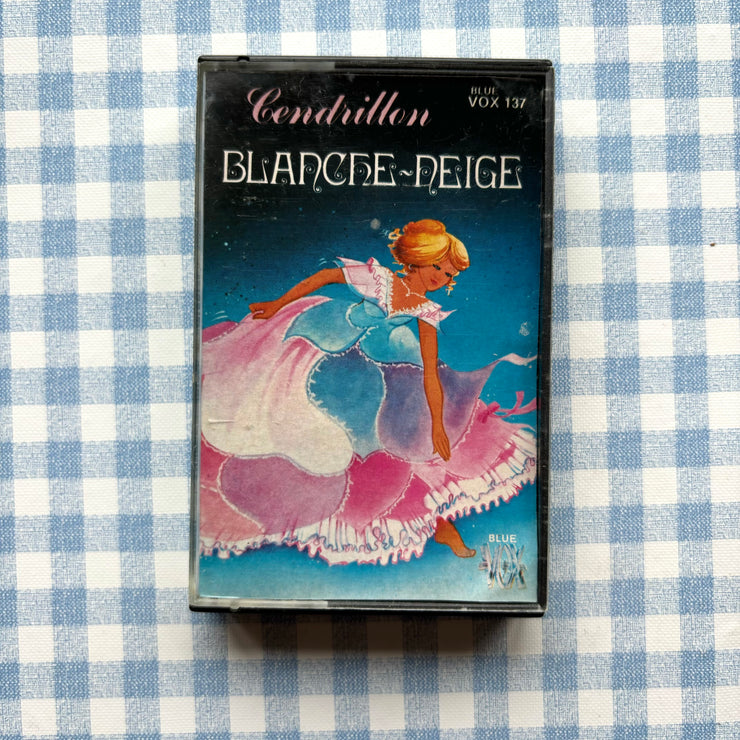 Cendrillon
BLUE
VOX 137
BLANCHE~NEIGE
BLUE
VOX